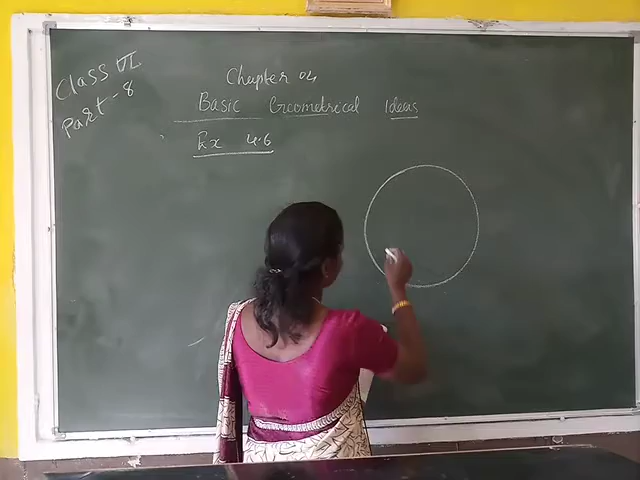 Class VI
Part-8
Chapter 04
Basic Geometrical Ideas
Ex 4.6